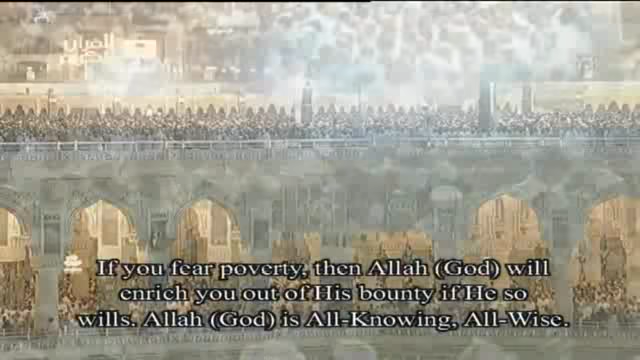 القرآن
If you fear poverty, then Allah (God) will
enrich you out of His bounty if He so
wills. Allah (God) is All-Knowing, All-Wise.